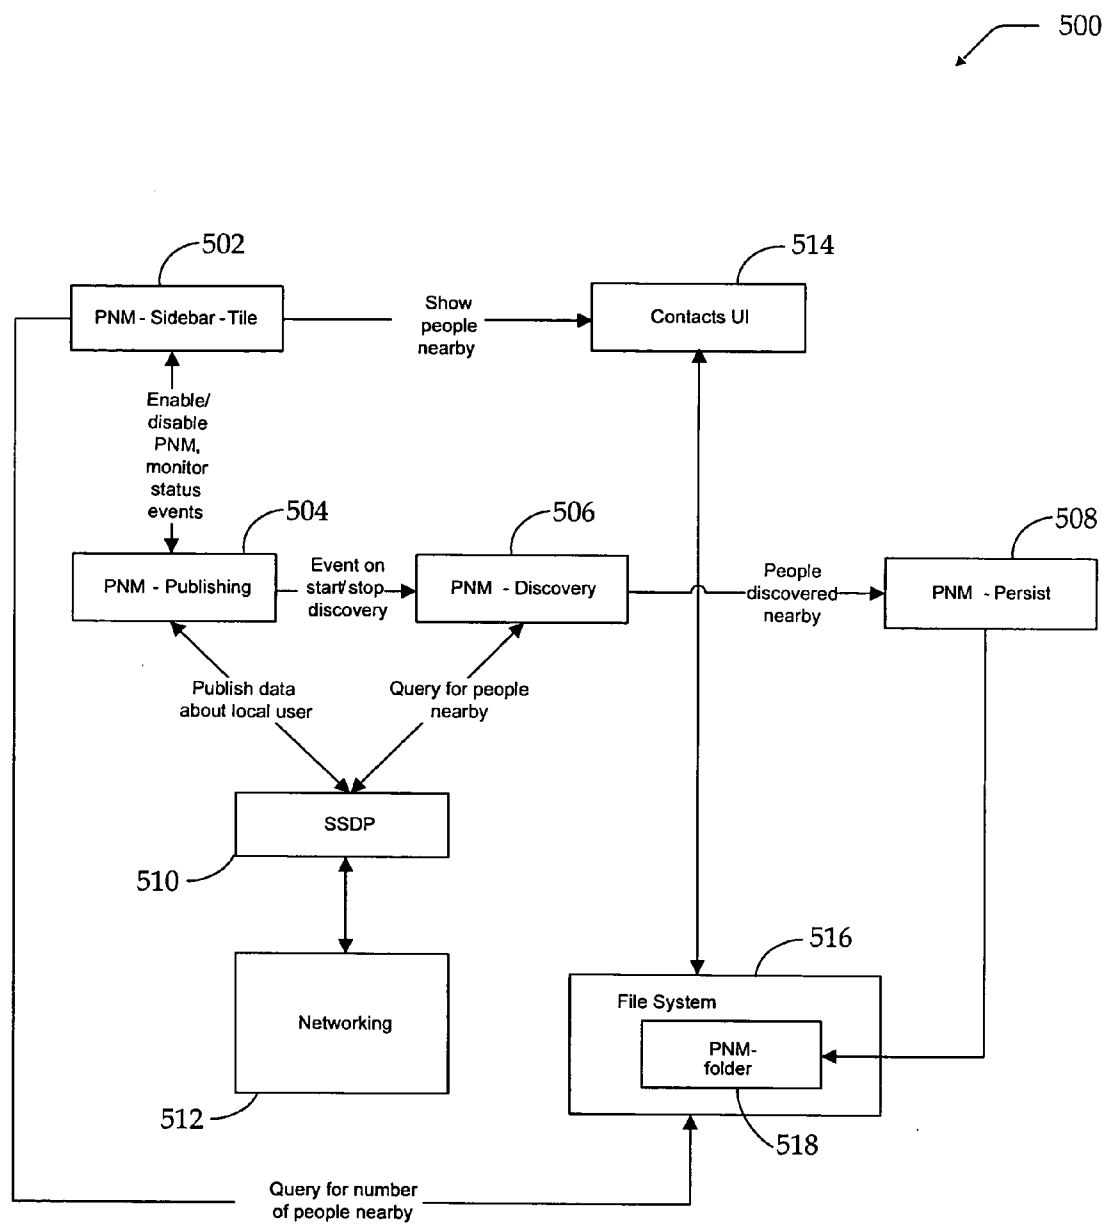 500
502
514
PNM - Sidebar - Tile
Show
people
nearby
Contacts UI
Enable/
disable
PNM,
monitor
status
events
504
506
508
PNM - Publishing
Event on
start/stop
discovery
PNM - Discovery
People
discovered
nearby
PNM - Persist
Publish data
about local user
Query for people
nearby
SSDP
510
516
File System
Networking
PNM-
folder
512
518
Query for number
of people nearby